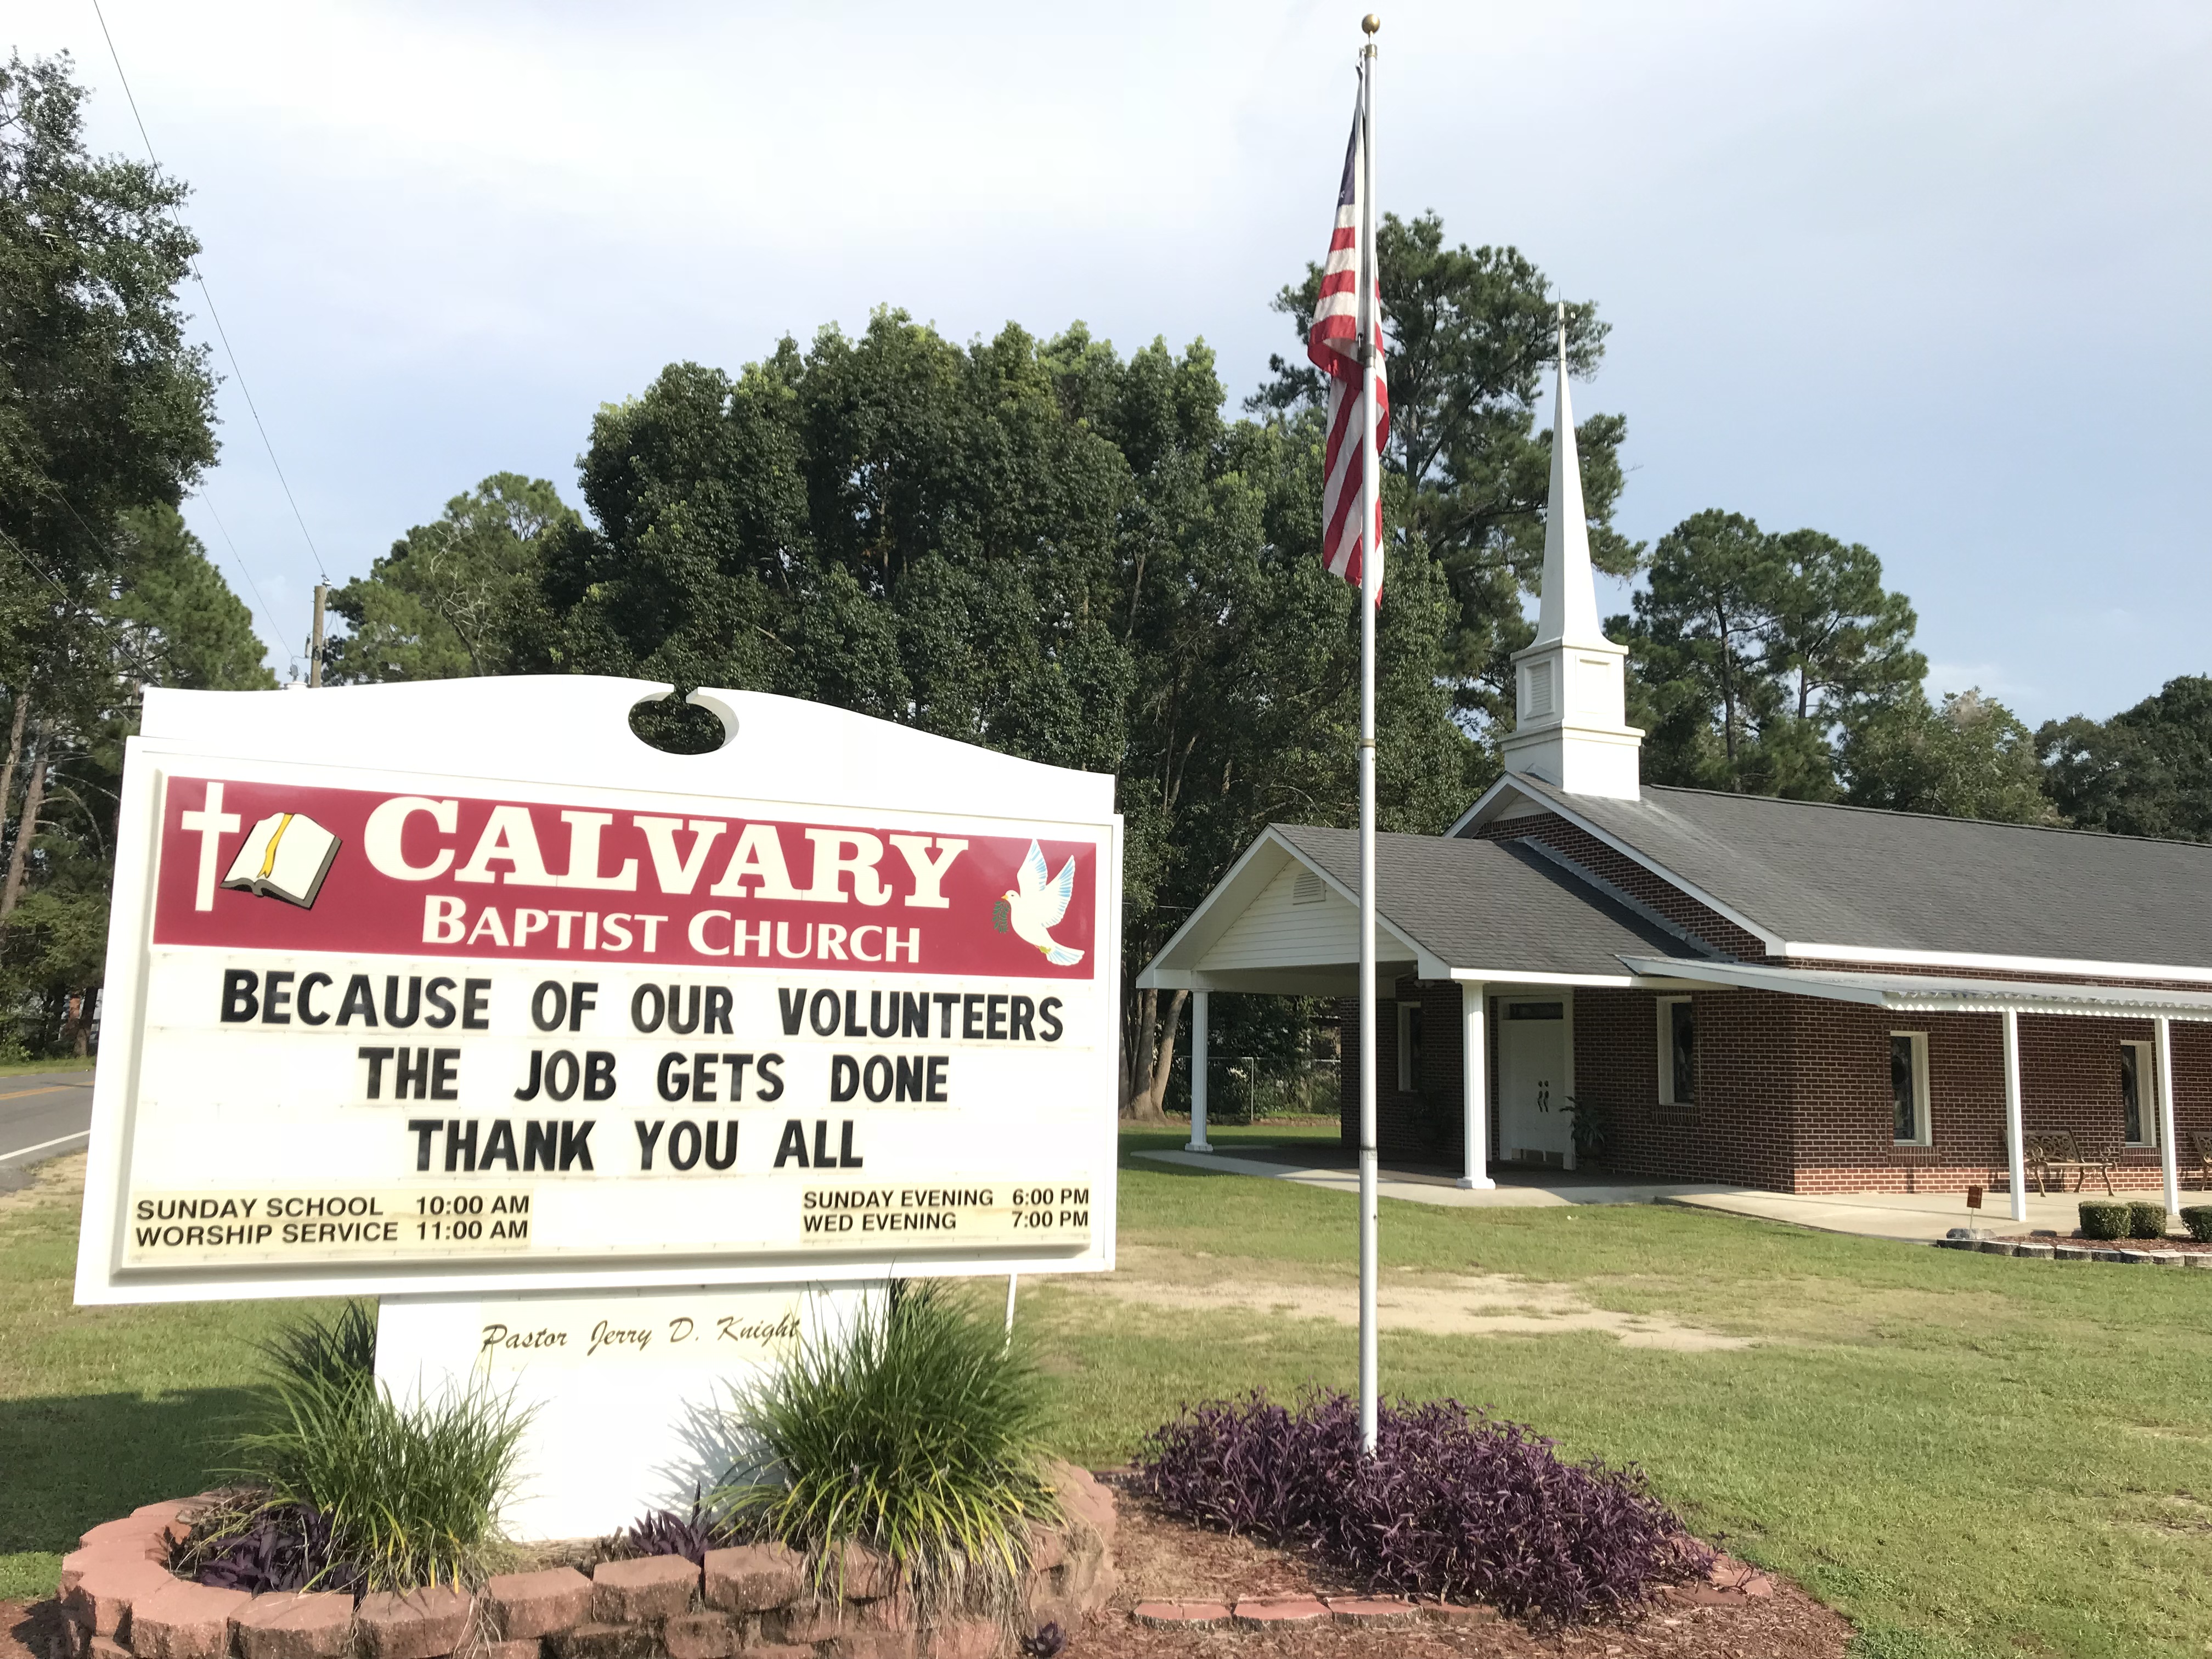 CALVARY
BAPTIST CHURCH
BECAUSE OF OUR VOLUNTEERS
THE JOB GETS DONE
THANK YOU ALL
SUNDAY SCHOOL 10:00 AM
WORSHIP SERVICE 11:00 AM
SUNDAY EVENING 6:00 PM
WED EVENING 7:00 PM
Pastor Jerry D. Knight